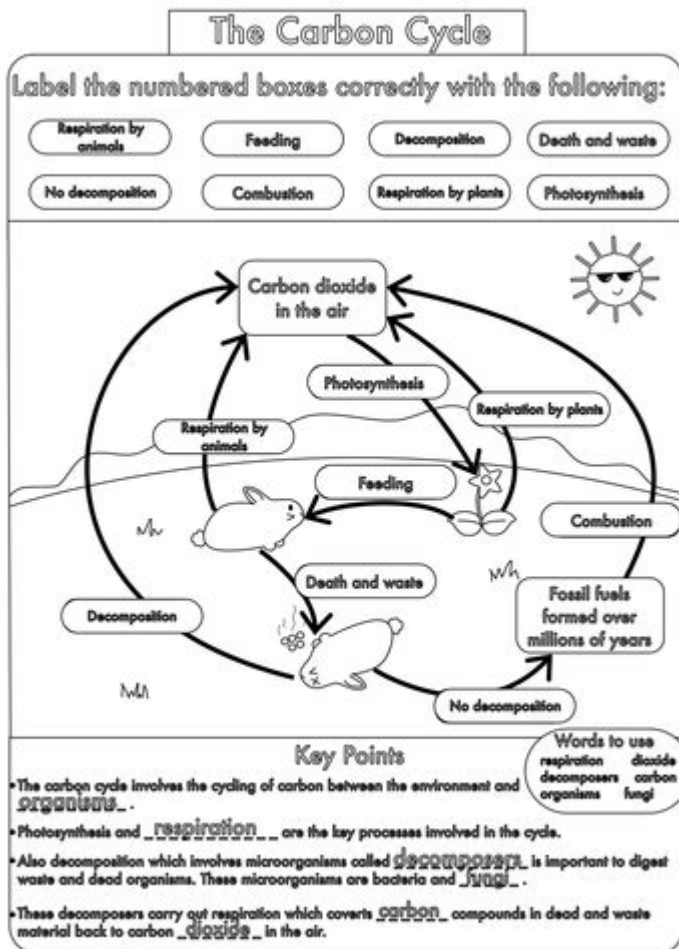 The Carbon Cycle
Label the numbered boxes correctly with the following:
Respiration by
animals
Feeding
Decomposition
Death and waste
No decomposition
Combustion
Respiration by plants
Photosynthesis
Carbon dioxide
in the air
Photosynthesis
Respiration by plants
Respiration by
animals
Feeding
Combustion
Death and waste
Fossil fuels
formed over
millions of years
Decomposition
No decomposition
Key Points
Words to use
respiration dioxide
decomposers carbon
organisms fungi
•The carbon cycle involves the cycling of carbon between the environment and
organisms .
•Photosynthesis and respiration are the key processes involved in the cycle.
•Also decomposition which involves microorganisms called decomposers is important to digest
waste and dead organisms. These microorganisms are bacteria and fungi .
•These decomposers carry out respiration which coverts carbon compounds in dead and waste
material back to carbon dioxide in the air.